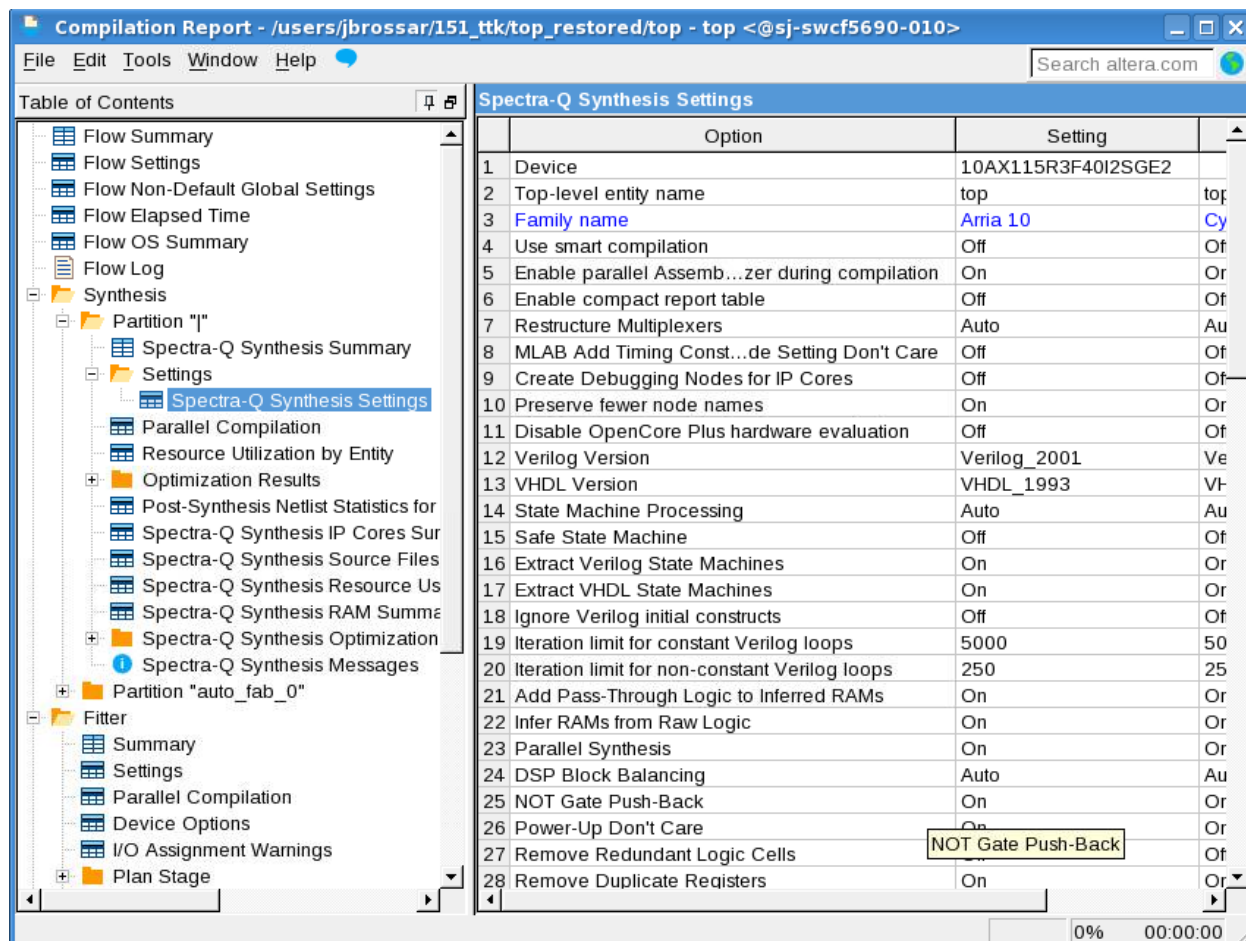 Compilation Report - /users/jbrossar/151_ttk/top_restored/top - top <@sj-swcf5690-010>
File Edit Tools Window Help
Search altera.com
Table of Contents
Flow Summary
Flow Settings
Flow Non-Default Global Settings
Flow Elapsed Time
Flow OS Summary
Flow Log
Synthesis
Partition "|"
Spectra-Q Synthesis Summary
Settings
Spectra-Q Synthesis Settings
Parallel Compilation
Resource Utilization by Entity
Optimization Results
Post-Synthesis Netlist Statistics for
Spectra-Q Synthesis IP Cores Sur
Spectra-Q Synthesis Source Files
Spectra-Q Synthesis Resource Us
Spectra-Q Synthesis RAM Summa
Spectra-Q Synthesis Optimization
Spectra-Q Synthesis Messages
Partition "auto_fab_0"
Fitter
Summary
Settings
Parallel Compilation
Device Options
I/O Assignment Warnings
Plan Stage
Spectra-Q Synthesis Settings
Option Setting
1 Device 10AX115R3F40I2SGE2
2 Top-level entity name top top
3 Family name Arria 10 Cy
4 Use smart compilation Off Of
5 Enable parallel Assemb...zer during compilation On Or
6 Enable compact report table Off Of
7 Restructure Multiplexers Auto Au
8 MLAB Add Timing Const...de Setting Don't Care Off Of
9 Create Debugging Nodes for IP Cores Off Of
10 Preserve fewer node names On Or
11 Disable OpenCore Plus hardware evaluation Off Of
12 Verilog Version Verilog_2001 Ve
13 VHDL Version VHDL_1993 VH
14 State Machine Processing Auto Au
15 Safe State Machine Off Of
16 Extract Verilog State Machines On Or
17 Extract VHDL State Machines On Or
18 Ignore Verilog initial constructs Off Of
19 Iteration limit for constant Verilog loops 5000 50
20 Iteration limit for non-constant Verilog loops 250 25
21 Add Pass-Through Logic to Inferred RAMs On Or
22 Infer RAMs from Raw Logic On Or
23 Parallel Synthesis On Or
24 DSP Block Balancing Auto Au
25 NOT Gate Push-Back On Or
26 Power-Up Don't Care On Or
NOT Gate Push-Back
27 Remove Redundant Logic Cells Of
28 Remove Duplicate Registers On Or
0% 00:00:00